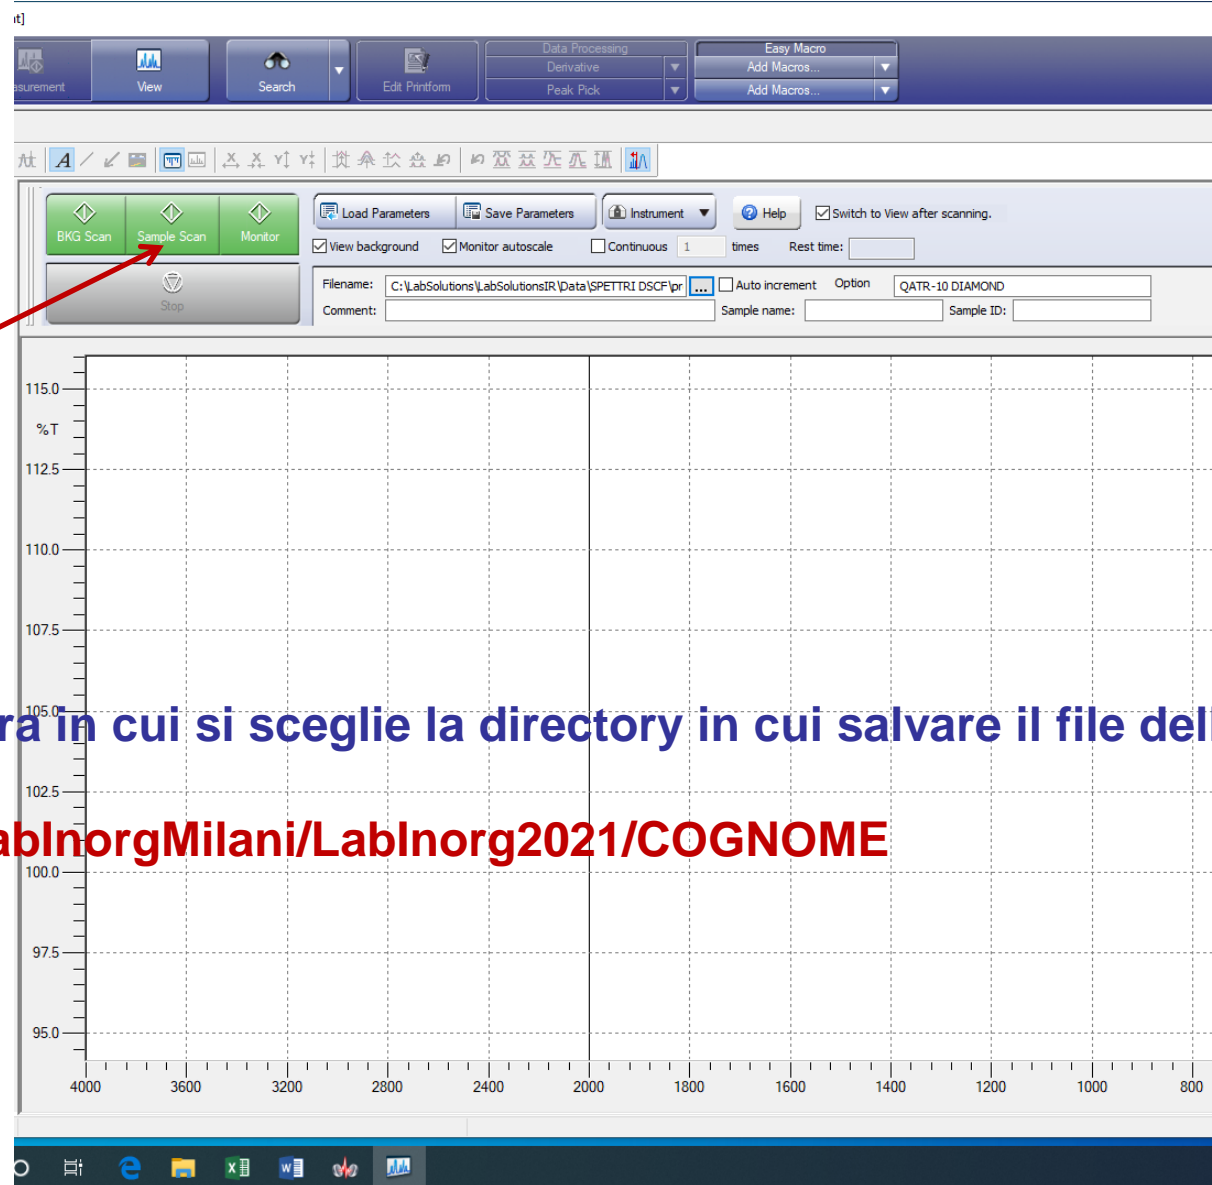 nt]
Data Processing
Easy Macro
Derivative
Add Macros...
asurement
View
Search
Edit Printform
Peak Pick
Add Macros...
A
BKG Scan
Sample Scan
Monitor
Load Parameters
Save Parameters
Instrument
Help
Switch to View after scanning.
View background
Monitor autoscale
Continuous
1
times
Rest time:
Stop
Filename:
C:\LabSolutions\LabSolutionsIR\Data\SPETTRI DSCF\pr
...
Auto increment
Option
QATR-10 DIAMOND
Comment:
Sample name:
Sample ID:
115.0
%T
112.5
110.0
107.5
105.0
ra in cui si sceglie la directory in cui salvare il file dell
102.5
abInorgMilani/LabInorg2021/COGNOME
100.0
97.5
95.0
4000 3600 3200 2800 2400 2000 1800 1600 1400 1200 1000 800